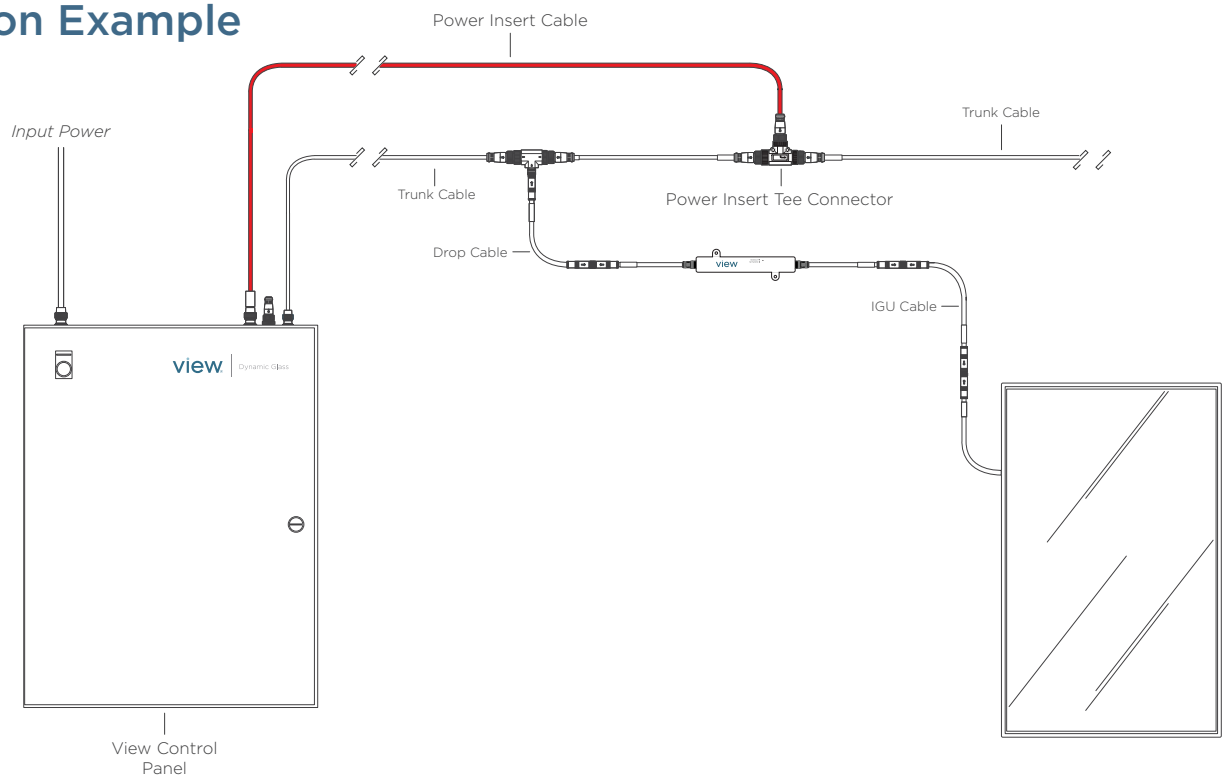 on Example
Power Insert Cable
Input Power
Trunk Cable
Trunk Cable
Power Insert Tee Connector
Drop Cable
view
IGU Cable
view
Dynamic Glass
View Control
Panel